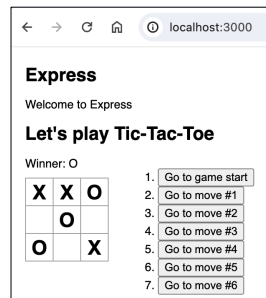 localhost:3000
Express
Welcome to Express
Let's play Tic-Tac-Toe
Winner: O
X X O
O
O X
1. Go to game start
2. Go to move #1
3. Go to move #2
4. Go to move #3
5. Go to move #4
6. Go to move #5
7. Go to move #6